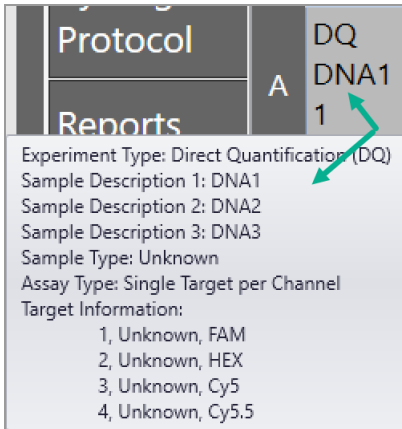 Protocol
DQ
DNA1
A
1
Reports
Experiment Type: Direct Quantification (DQ)
Sample Description 1: DNA1
Sample Description 2: DNA2
Sample Description 3: DNA3
Sample Type: Unknown
Assay Type: Single Target per Channel
Target Information:
1, Unknown, FAM
2, Unknown, HEX
3, Unknown, Cy5
4, Unknown, Cy5.5